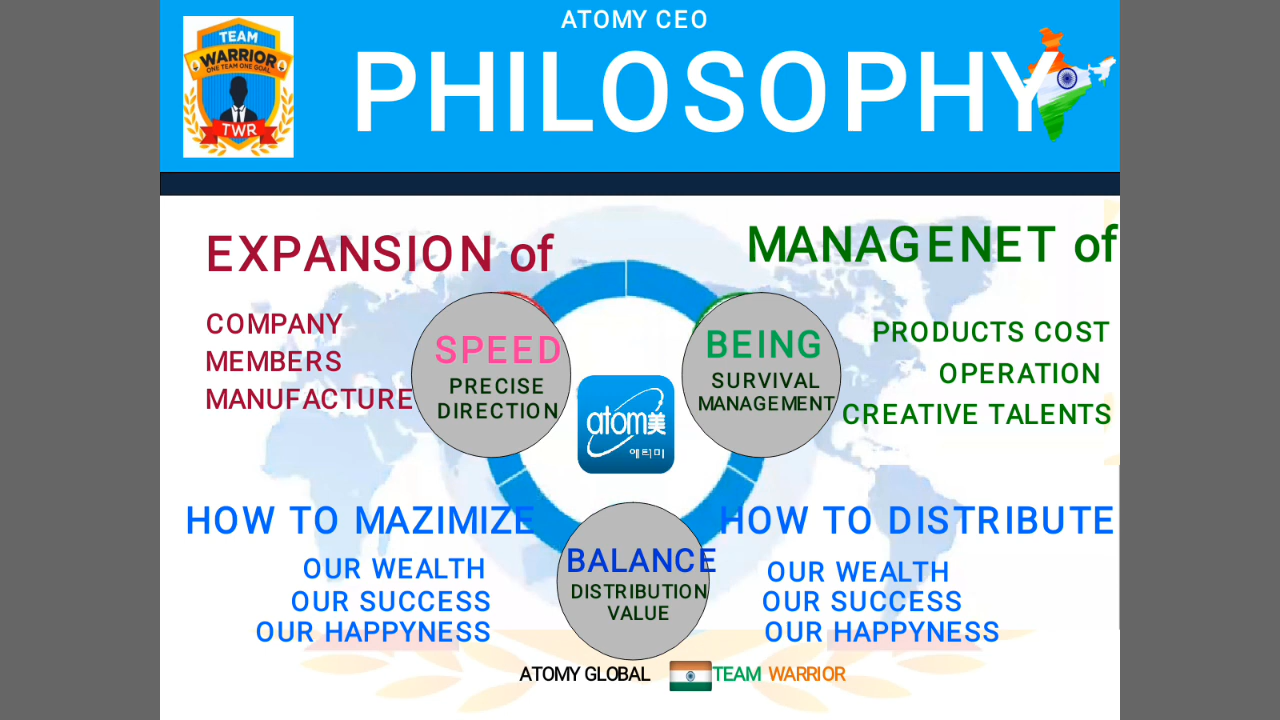 ATOMY CEO
PHILOSOPHY
TEAM
WARRIOR
ONE TEAM ONE GOAL
TWR
EXPANSION of
COMPANY
MEMBERS
MANUFACTURE
SPEED
PRECISE
DIRECTION
MANAGENET of
PRODUCTS COST
OPERATION
CREATIVE TALENTS
BEING
SURVIVAL
MANAGEMENT
atom美
애터미
HOW TO MAZIMIZE
OUR WEALTH
OUR SUCCESS
OUR HAPPYNESS
BALANCE
DISTRIBUTION
VALUE
HOW TO DISTRIBUTE
OUR WEALTH
OUR SUCCESS
OUR HAPPYNESS
ATOMY GLOBAL TEAM WARRIOR